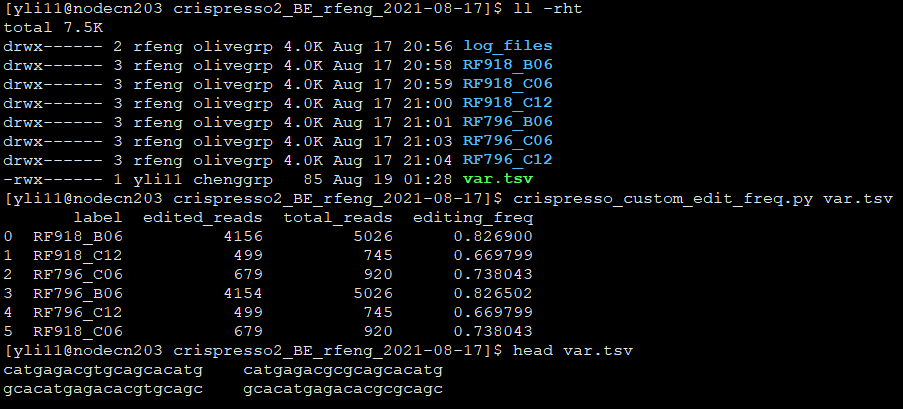 [yli11@nodecn203 crispresso2_BE_rfeng_2021-08-17]$ ll -rht
total 7.5K
drwx------ 2 rfeng olivegrp 4.0K Aug 17 20:56 log_files
drwx------ 3 rfeng olivegrp 4.0K Aug 17 20:58 RF918_B06
drwx------ 3 rfeng olivegrp 4.0K Aug 17 20:59 RF918_C06
drwx------ 3 rfeng olivegrp 4.0K Aug 17 21:00 RF918_C12
drwx------ 3 rfeng olivegrp 4.0K Aug 17 21:01 RF796_B06
drwx------ 3 rfeng olivegrp 4.0K Aug 17 21:03 RF796_C06
drwx------ 3 rfeng olivegrp 4.0K Aug 17 21:04 RF796_C12
-rwx------ 1 yli11 chenggrp   85 Aug 19 01:28 var.tsv
[yli11@nodecn203 crispresso2_BE_rfeng_2021-08-17]$ crispresso_custom_edit_freq.py var.tsv
       label  edited_reads  total_reads  editing_freq
0  RF918_B06          4156         5026      0.826900
1  RF918_C12           499          745      0.669799
2  RF796_C06           679          920      0.738043
3  RF796_B06          4154         5026      0.826502
4  RF796_C12           499          745      0.669799
5  RF918_C06           679          920      0.738043
[yli11@nodecn203 crispresso2_BE_rfeng_2021-08-17]$ head var.tsv
catgagacgtgcagcacatg    catgagacgcgcagcacatg
gcacatgagacacgtgcagc    gcacatgagacacgcgcagc